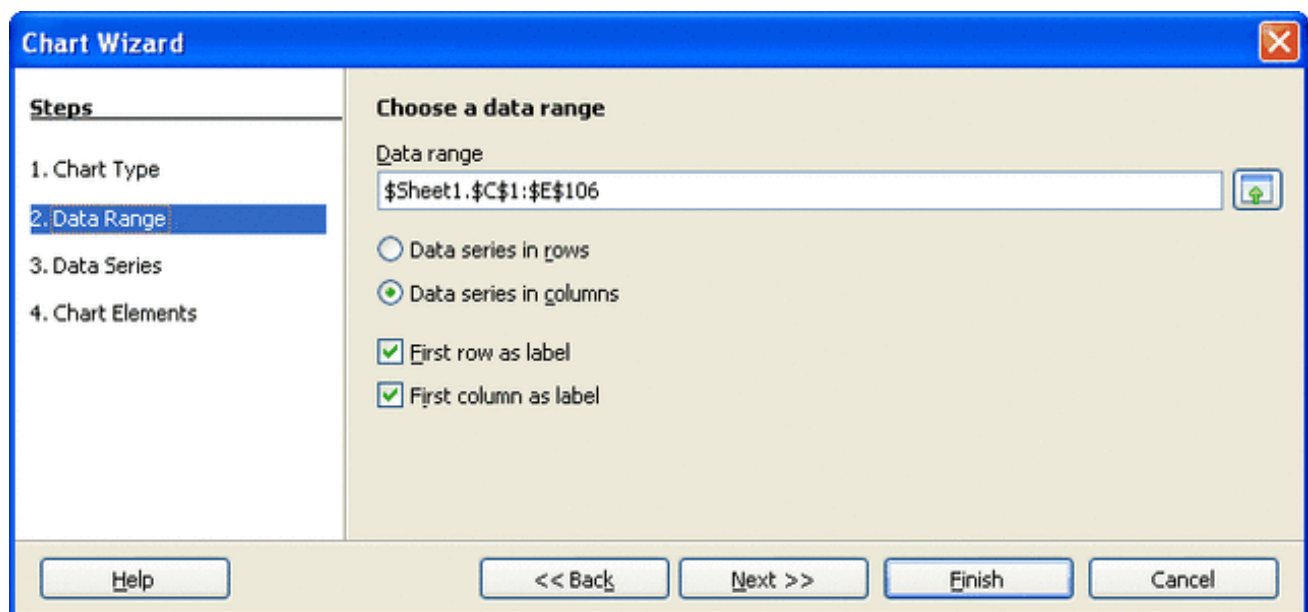 Chart Wizard
Steps
1. Chart Type
2. Data Range
3. Data Series
4. Chart Elements
Choose a data range
Data range
$Sheet1.$C$1:$E$106
Data series in rows
Data series in columns
First row as label
First column as label
Help
<< Back
Next >>
Finish
Cancel